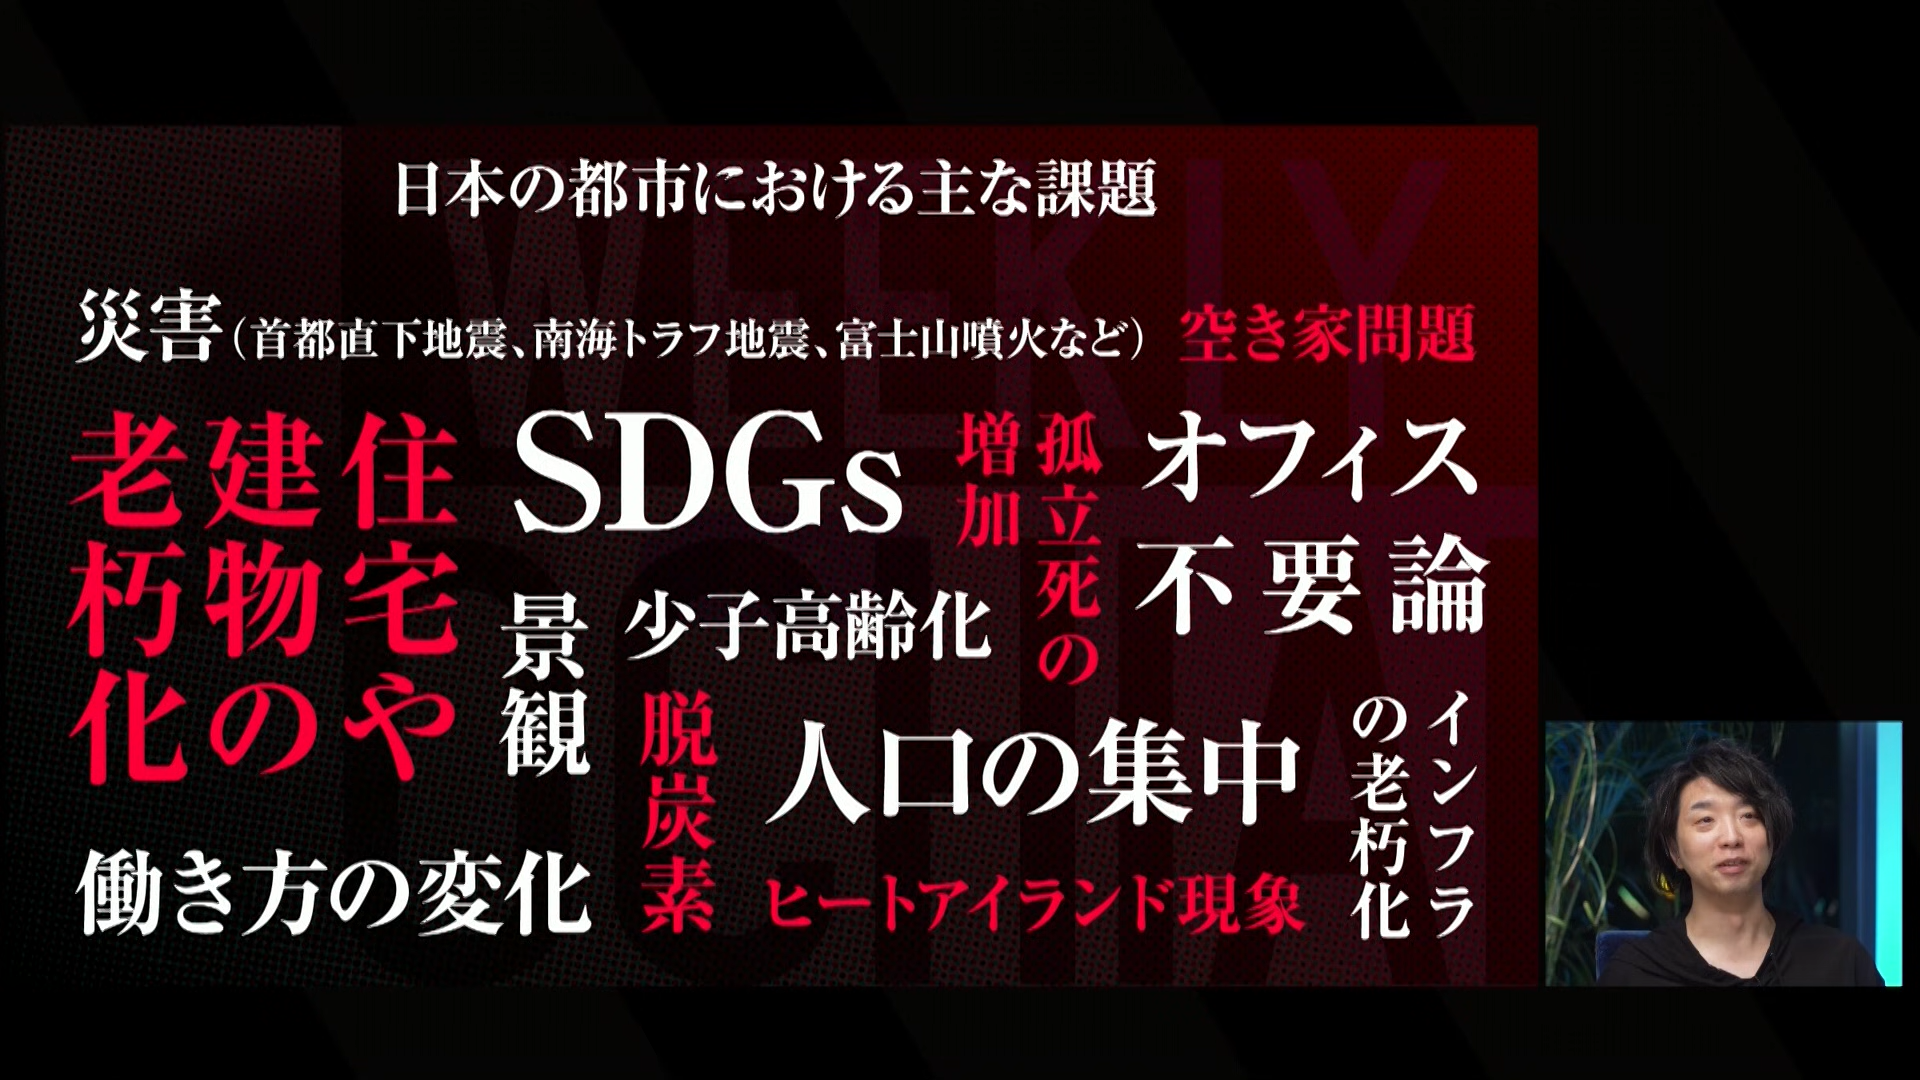 日本の都市における主な課題
災害(首都直下地震、南海トラフ地震、富士山噴火など)
空き家問題
住宅や
建物の
老朽化
SDGs
孤立死の
増加
オフィス
不要論
景観
少子高齢化
脱炭素
人口の集中
インフラ
の老朽化
働き方の変化
ヒートアイランド現象
WEEKLY
OCHIAI